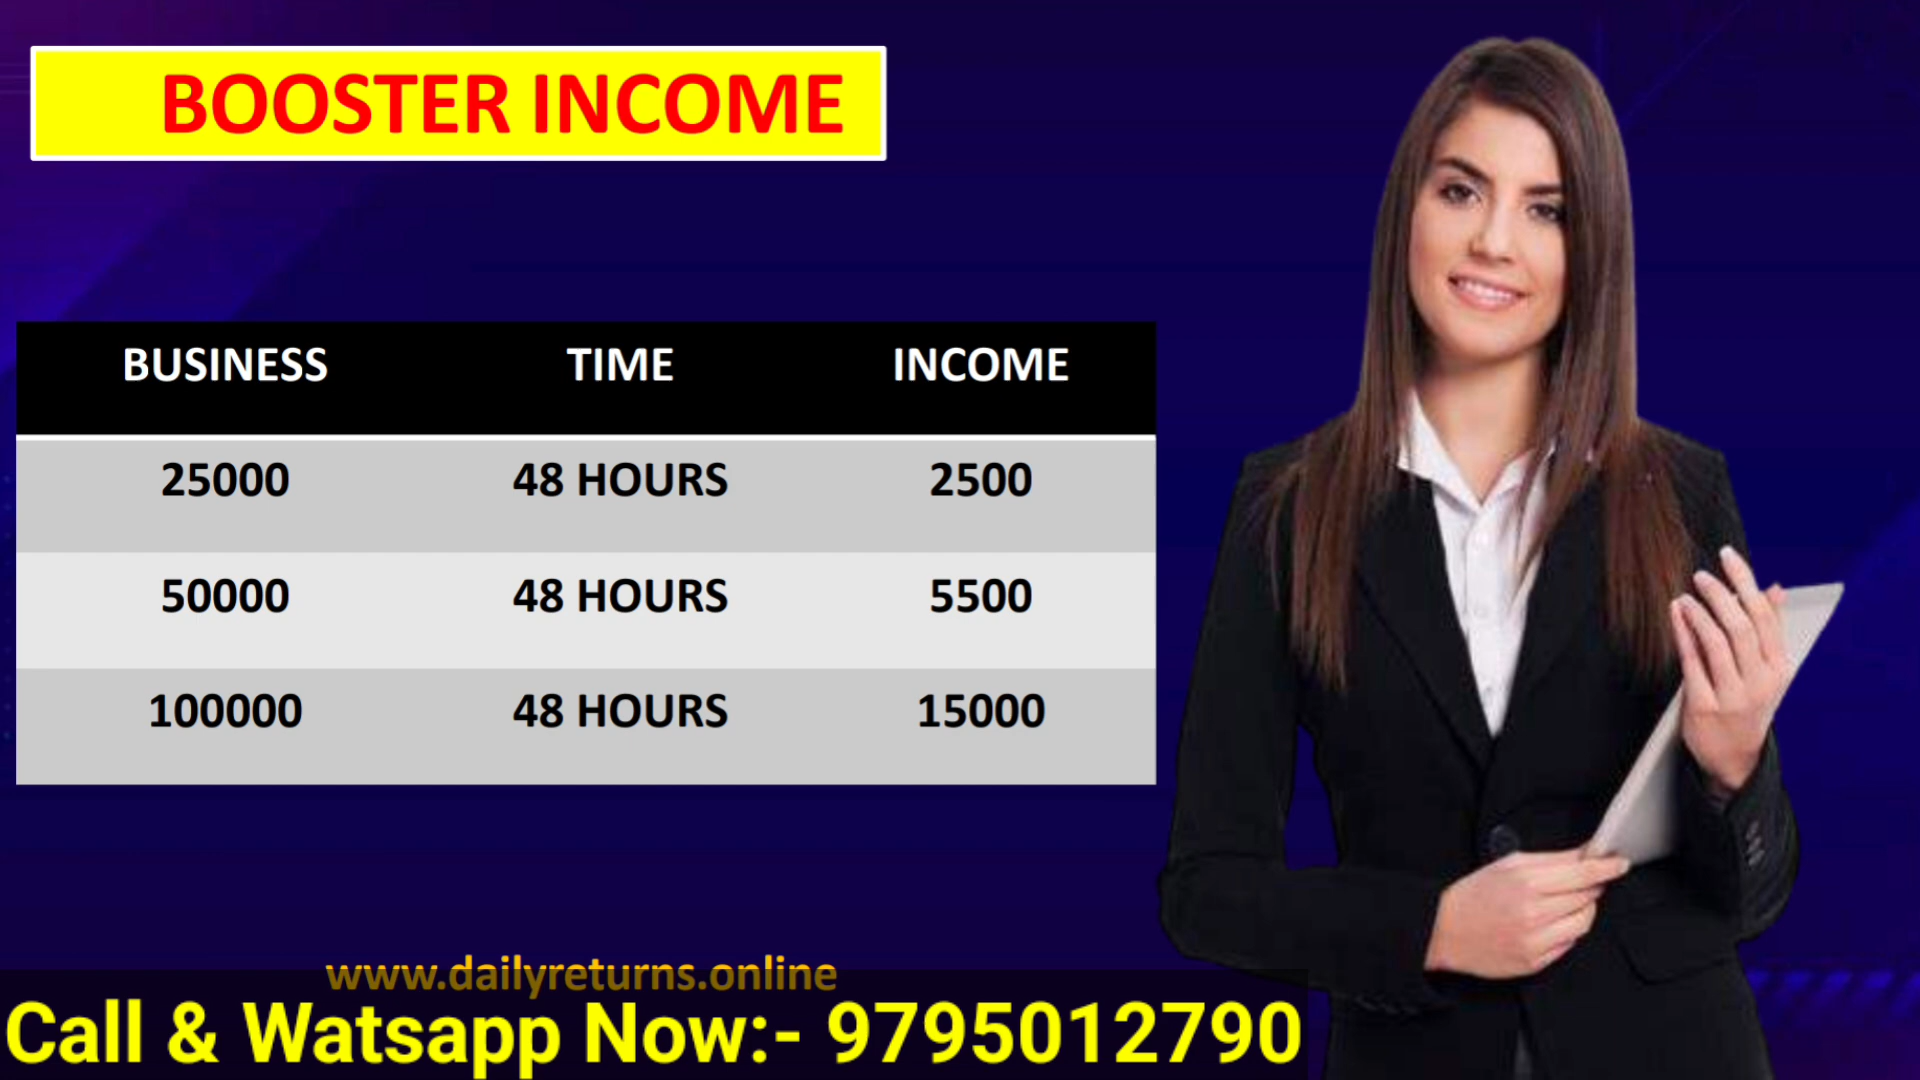 BOOSTER INCOME
BUSINESS TIME INCOME
25000 48 HOURS 2500
50000 48 HOURS 5500
100000 48 HOURS 15000
www.dailyreturns.online
Call & Watsapp Now:- 9795012790